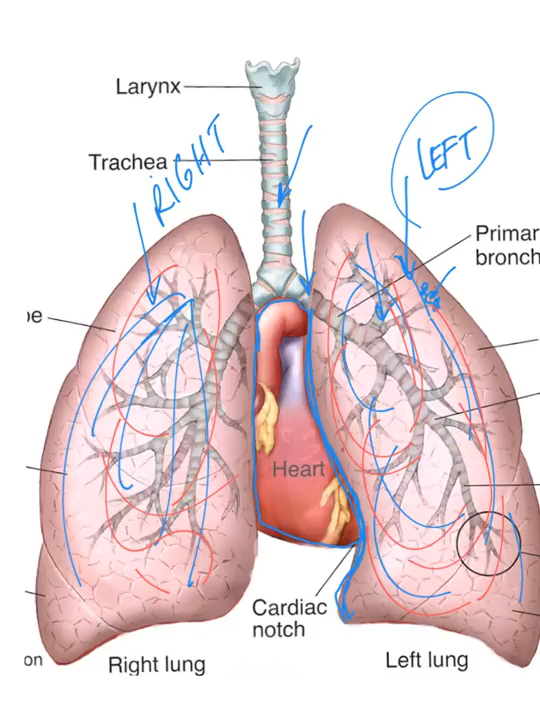 Larynx
Trachea
RIGHT
LEFT
Primar
bronch
pe
Heart
Cardiac
notch
on
Right lung
Left lung